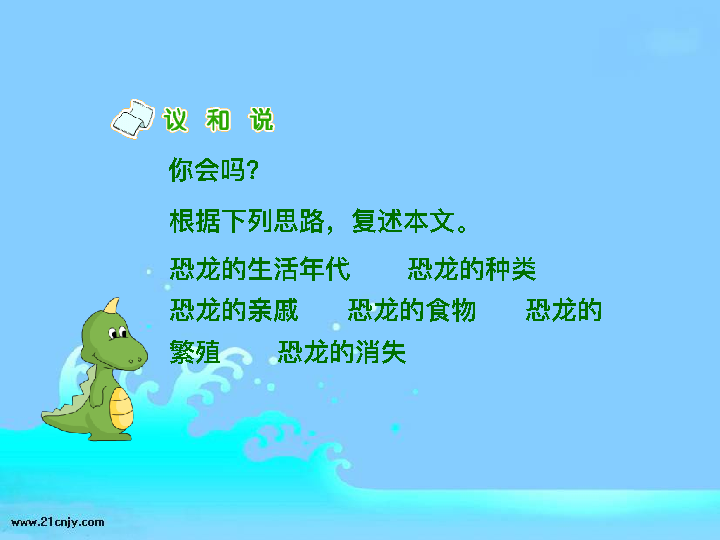 议和说
你会吗?
根据下列思路，复述本文。
恐龙的生活年代 恐龙的种类
恐龙的亲戚 恐龙的食物 恐龙的
繁殖 恐龙的消失
www.21cnjy.com